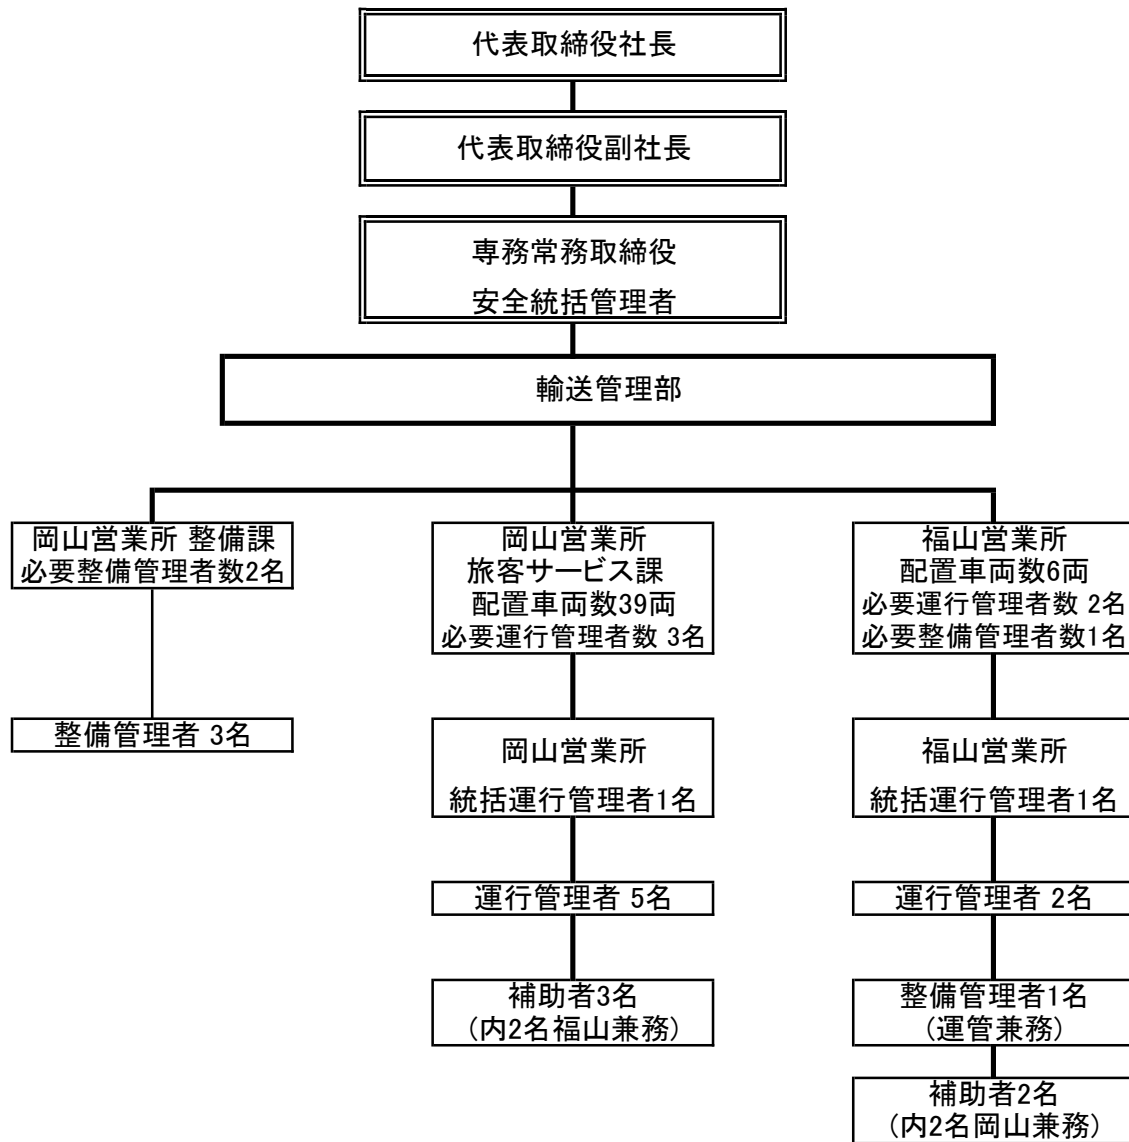 代表取締役社長
代表取締役副社長
専務常務取締役
安全統括管理者
輸送管理部
岡山営業所 整備課
必要整備管理者数2名
整備管理者 3名
岡山営業所
旅客サービス課
配置車両数39両
必要運行管理者数 3名
岡山営業所
統括運行管理者1名
運行管理者 5名
補助者3名
(内2名福山兼務)
福山営業所
配置車両数6両
必要運行管理者数 2名
必要整備管理者数1名
福山営業所
統括運行管理者1名
運行管理者 2名
整備管理者1名
(運管兼務)
補助者2名
(内2名岡山兼務)